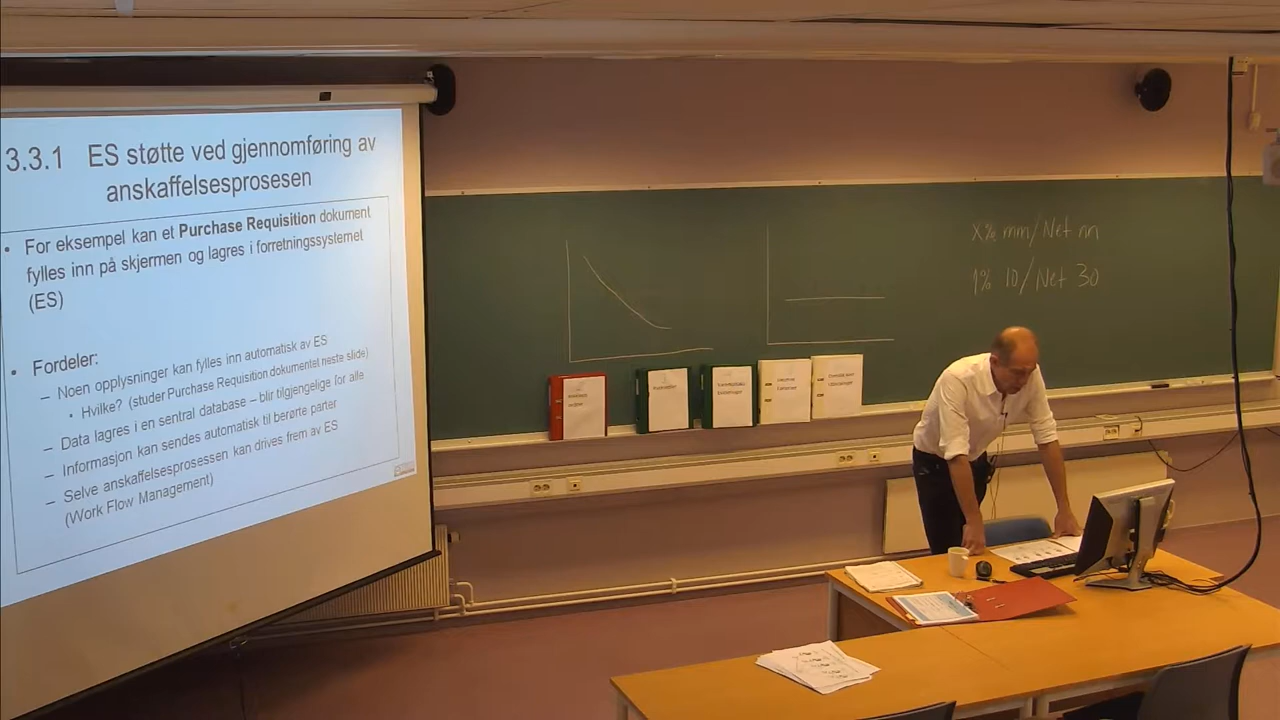 3.3.1 ES støtte ved gjennomføring av
anskaffelsesprosesen
• For eksempel kan et Purchase Requisition dokument
fylles inn på skjermen og lagres i forretningssystemet
(ES)
• Fordeler:
– Noen opplysninger kan fylles inn automatisk av ES
• Hvilke? (studer Purchase Requisition dokumentet neste slide)
– Data lagres i en sentral database – blir tilgjengelige for alle
– Informasjon kan sendes automatisk til berørte parter
– Selve anskaffelsesprosessen kan drives frem av ES
(Work Flow Management)
x% mm/Net nn
1% 10/Net 30